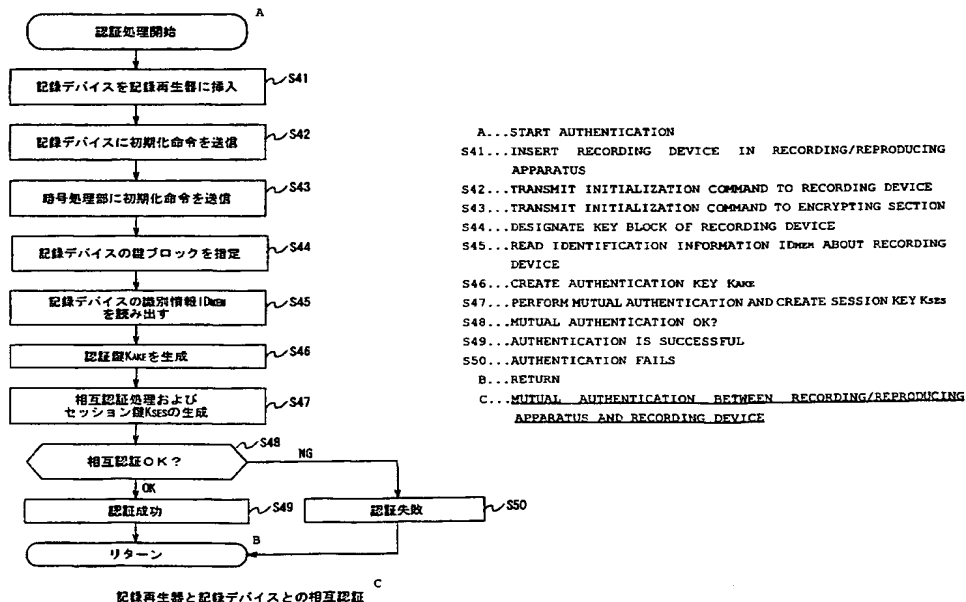 A
認証処理開始
記録デバイスを記録再生器に挿入
S41
記録デバイスに初期化命令を送信
S42
暗号処理部に初期化命令を送信
S43
記録デバイスの鍵ブロックを指定
S44
記録デバイスの識別情報IDMEM
を読み出す
S45
認証鍵KAKEを生成
S46
相互認証処理および
セッション鍵KSESの生成
S47
相互認証OK?
S48
NG
OK
認証成功
S49
認証失敗
S50
リターン
B
記録再生器と記録デバイスとの相互認証
C
A...START AUTHENTICATION
S41...INSERT RECORDING DEVICE IN RECORDING/REPRODUCING
APPARATUS
S42...TRANSMIT INITIALIZATION COMMAND TO RECORDING DEVICE
S43...TRANSMIT INITIALIZATION COMMAND TO ENCRYPTING SECTION
S44...DESIGNATE KEY BLOCK OF RECORDING DEVICE
S45...READ IDENTIFICATION INFORMATION IDMEM ABOUT RECORDING
DEVICE
S46...CREATE AUTHENTICATION KEY KAKE
S47...PERFORM MUTUAL AUTHENTICATION AND CREATE SESSION KEY KSES
S48...MUTUAL AUTHENTICATION OK?
S49...AUTHENTICATION IS SUCCESSFUL
S50...AUTHENTICATION FAILS
B...RETURN
C...MUTUAL AUTHENTICATION BETWEEN RECORDING/REPRODUCING
APPARATUS AND RECORDING DEVICE